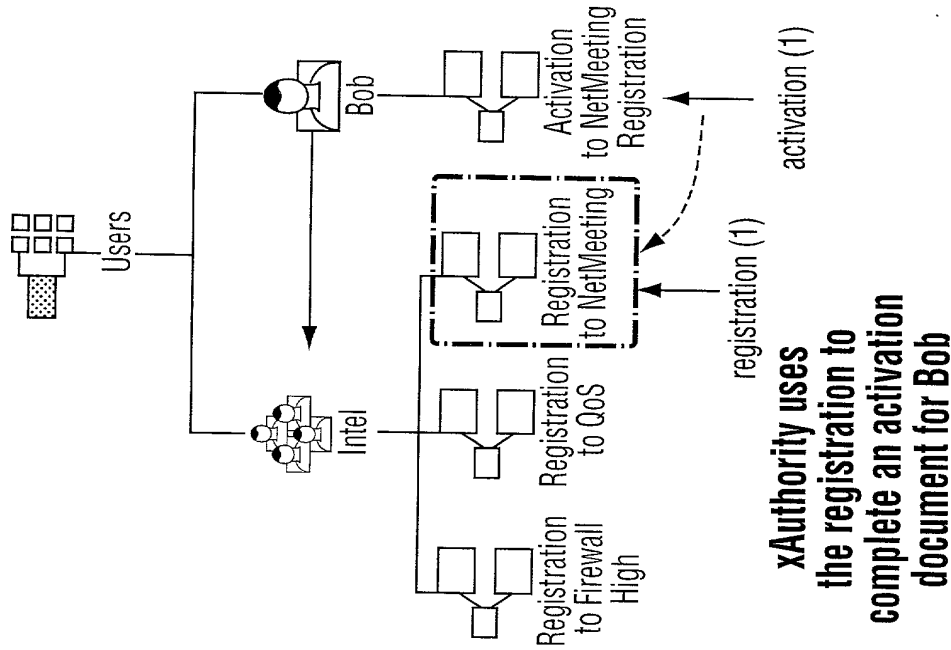 Users
Intel
Bob
Registration
to Firewall
High
Registration
to QoS
Registration
to NetMeeting
Activation
to NetMeeting
Registration
registration (1)
activation (1)
xAuthority uses
the registration to
complete an activation
document for Bob